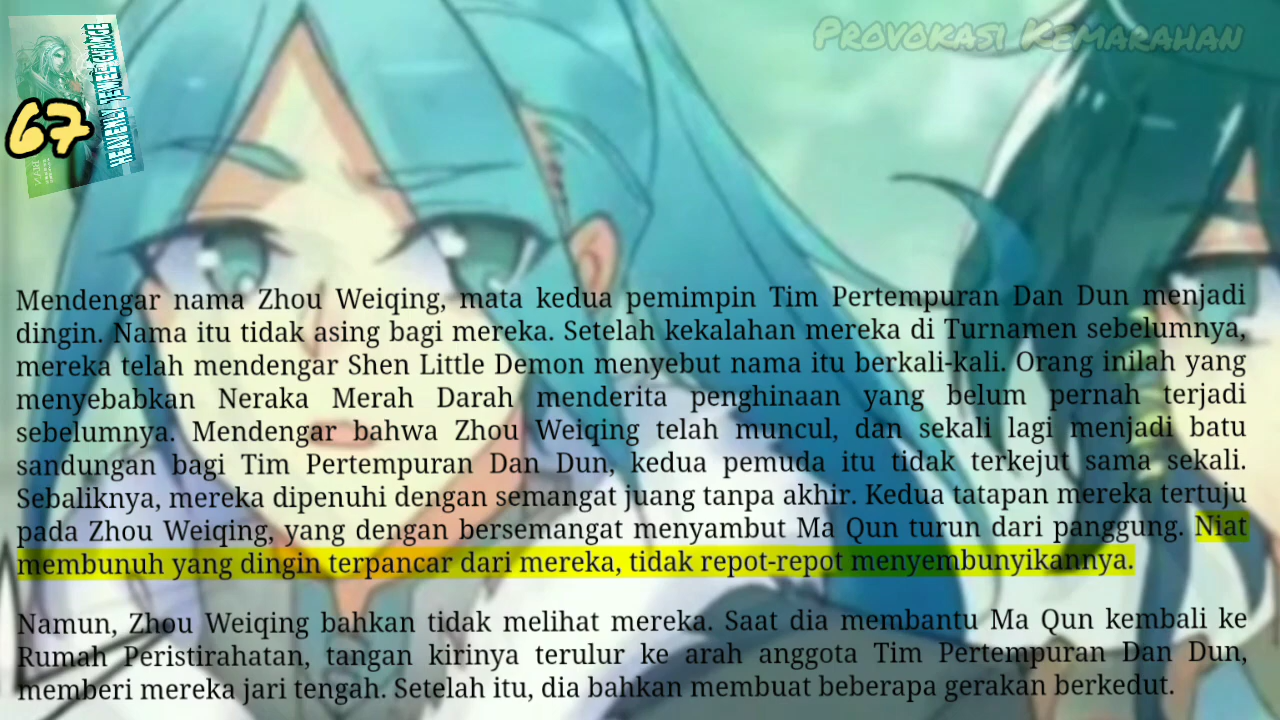 Provokasi Kemarahan
HEAVENLY JEWEL CHANGE
67
Mendengar nama Zhou Weiqing, mata kedua pemimpin Tim Pertempuran Dan Dun menjadi
dingin. Nama itu tidak asing bagi mereka. Setelah kekalahan mereka di Turnamen sebelumnya,
mereka telah mendengar Shen Little Demon menyebut nama itu berkali-kali. Orang inilah yang
menyebabkan Neraka Merah Darah menderita penghinaan yang belum pernah terjadi
sebelumnya. Mendengar bahwa Zhou Weiqing telah muncul, dan sekali lagi menjadi batu
sandungan bagi Tim Pertempuran Dan Dun, kedua pemuda itu tidak terkejut sama sekali.
Sebaliknya, mereka dipenuhi dengan semangat juang tanpa akhir. Kedua tatapan mereka tertuju
pada Zhou Weiqing, yang dengan bersemangat menyambut Ma Qun turun dari panggung. Niat
membunuh yang dingin terpancar dari mereka, tidak repot-repot menyembunyikannya.
Namun, Zhou Weiqing bahkan tidak melihat mereka. Saat dia membantu Ma Qun kembali ke
Rumah Peristirahatan, tangan kirinya terulur ke arah anggota Tim Pertempuran Dan Dun,
memberi mereka jari tengah. Setelah itu, dia bahkan membuat beberapa gerakan berkedut.